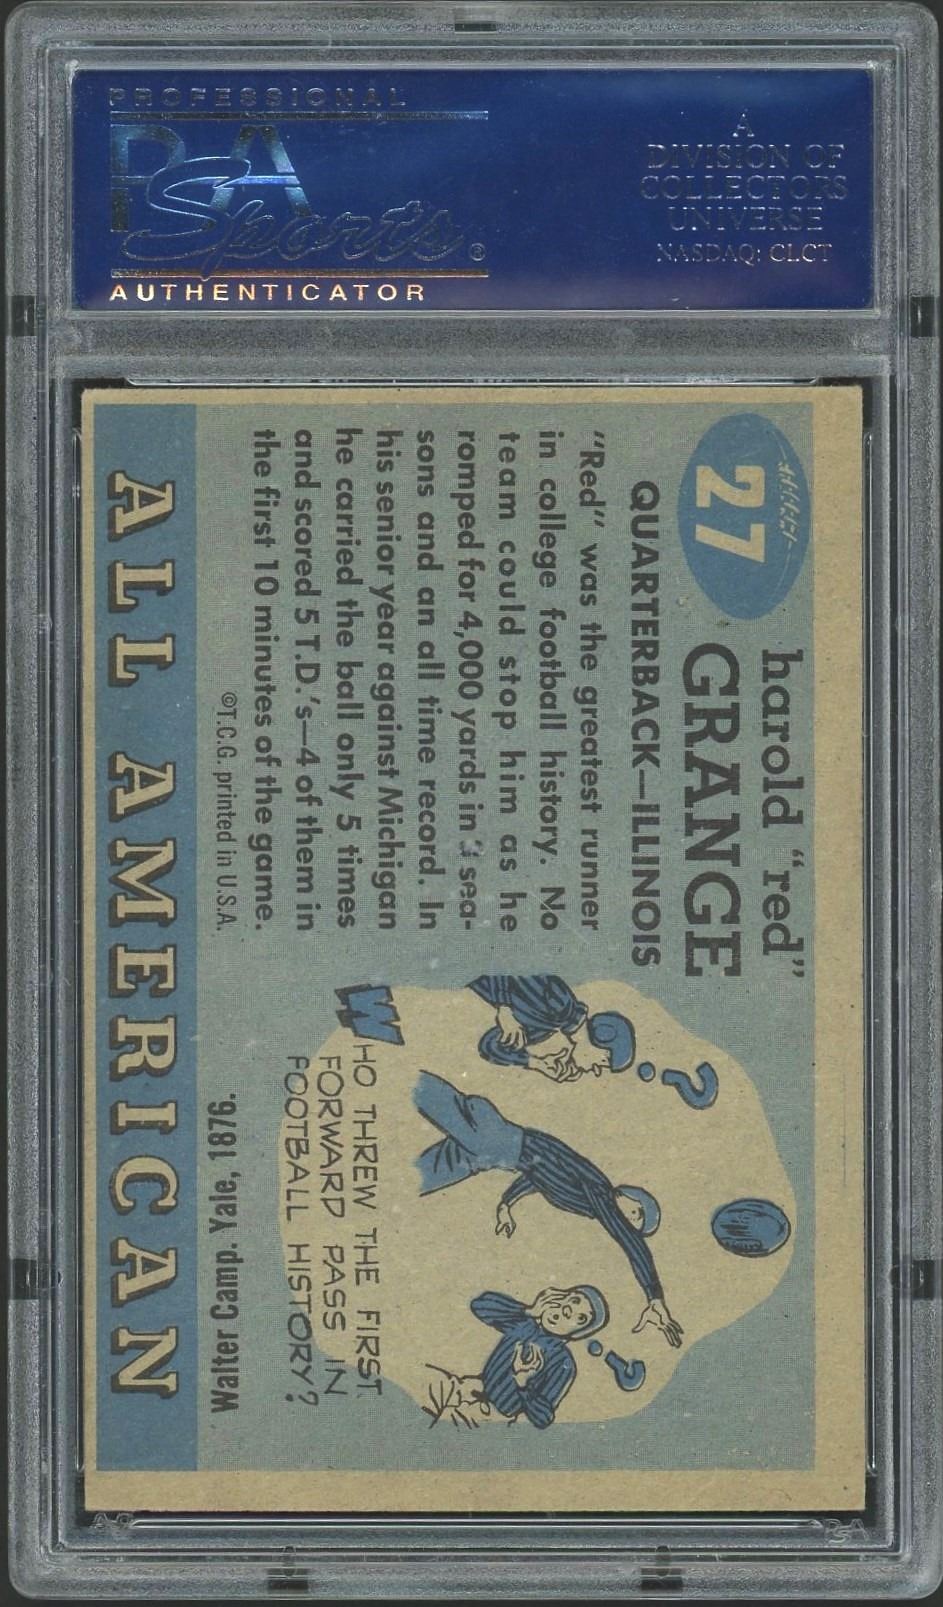 PROFESSIONAL
PSA
Sports®
AUTHENTICATOR
A
DIVISION OF
COLLECTORS
UNIVERSE
NASDAQ: CLCT
27
harold "red"
GRANGE
QUARTERBACK—ILLINOIS
"Red" was the greatest runner
in college football history. No
team could stop him as he
romped for 4,000 yards in 3 sea-
sons and an all time record. In
his senior year against Michigan
he carried the ball only 5 times
and scored 5 T.D.'s—4 of them in
the first 10 minutes of the game.
©T.C.G. printed in U.S.A.
?
?
WHO THREW THE FIRST
FORWARD PASS IN
FOOTBALL HISTORY?
Walter Camp. Yale, 1876.
ALL AMERICAN
PSA